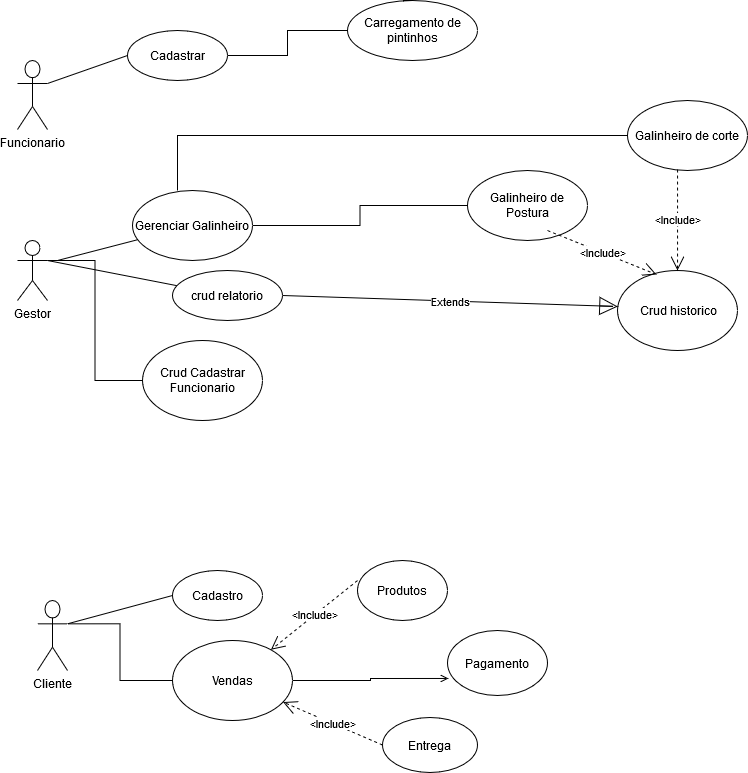 Carregamento de
pintinhos
Cadastrar
Funcionario
Galinheiro de corte
Galinheiro de
Postura
Gerenciar Galinheiro
<Include>
<Include>
Gestor
crud relatorio
Extends
Crud historico
Crud Cadastrar
Funcionario
Cadastro
Produtos
<Include>
Cliente
Vendas
Pagamento
<Include>
Entrega